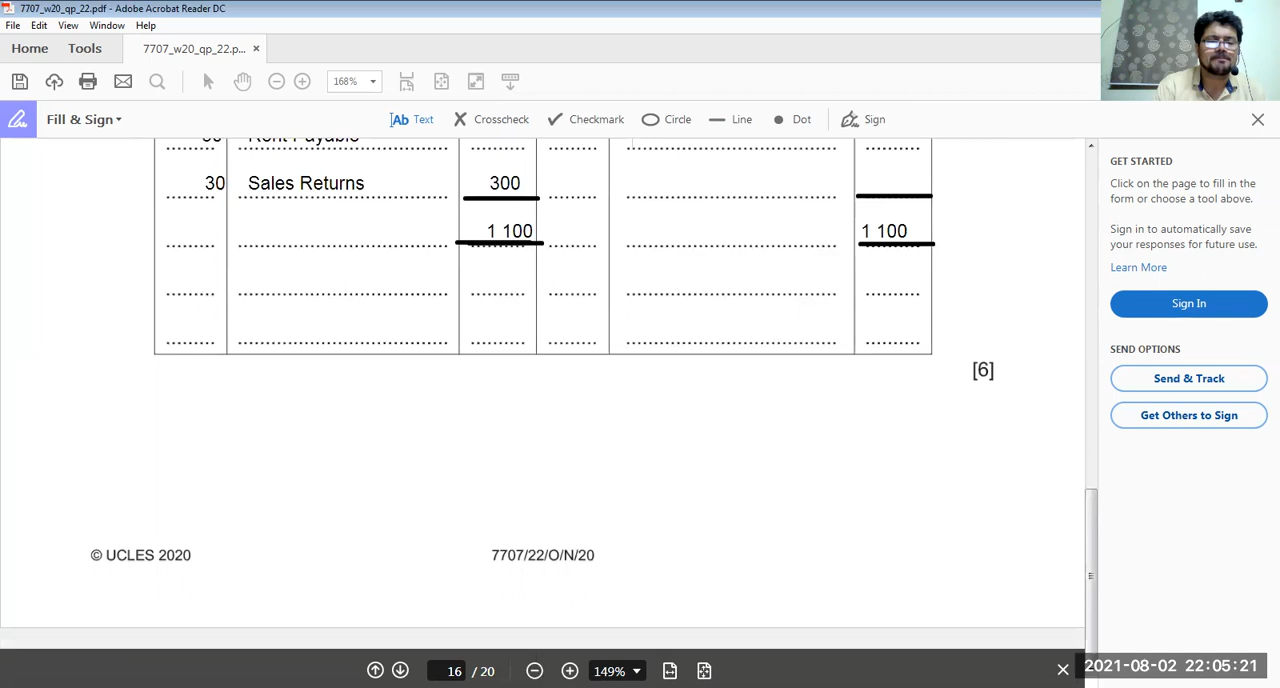 7707_w20_qp_22.pdf - Adobe Acrobat Reader DC
File Edit View Window Help
Home Tools 7707_w20_qp_22.p... ×
168%
Fill & Sign Ab Text Crosscheck Checkmark Circle Line Dot Sign
30 Rent Payable
30 Sales Returns 300
1 100 1 100
[6]
© UCLES 2020 7707/22/O/N/20
GET STARTED
Click on the page to fill in the
form or choose a tool above.
Sign in to automatically save
your responses for future use.
Learn More
Sign In
SEND OPTIONS
Send & Track
Get Others to Sign
16 / 20 149%
2021-08-02 22:05:21